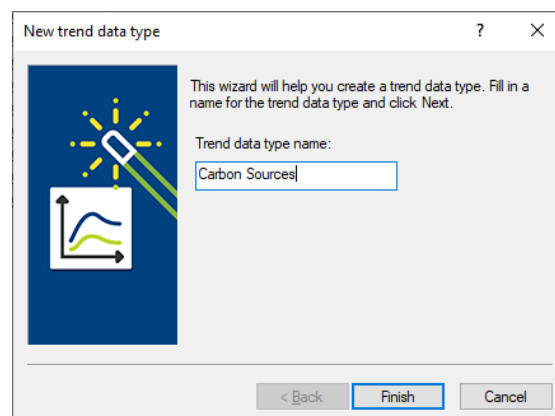 New trend data type
?
This wizard will help you create a trend data type. Fill in a
name for the trend data type and click Next.
Trend data type name:
Carbon Sources
< Back
Finish
Cancel